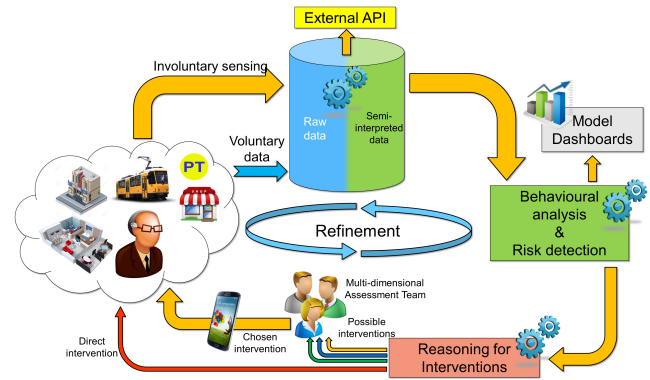 External API
Involuntary sensing
Raw
data
Semi-
interpreted
data
Voluntary
data
PT
Model
Dashboards
Behavioural
analysis
&
Risk detection
Refinement
Multi-dimensional
Assessment Team
Possible
interventions
Chosen
intervention
Direct
intervention
Reasoning for
Interventions